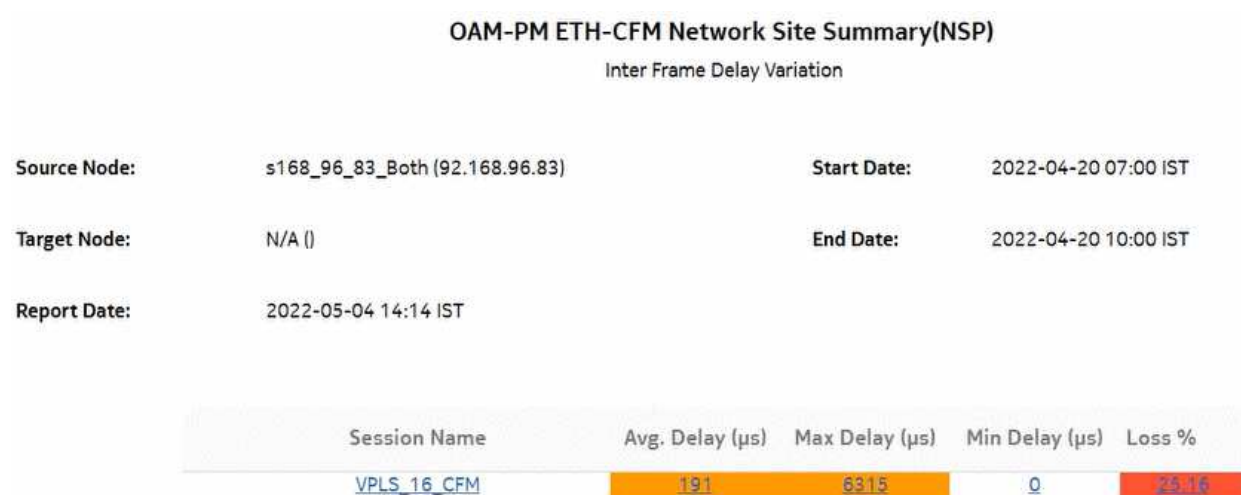 OAM-PM ETH-CFM Network Site Summary(NSP)
Inter Frame Delay Variation
Source Node: s168_96_83_Both (92.168.96.83) Start Date: 2022-04-20 07:00 IST
Target Node: N/A () End Date: 2022-04-20 10:00 IST
Report Date: 2022-05-04 14:14 IST
Session Name Avg. Delay (µs) Max Delay (µs) Min Delay (µs) Loss %
VPLS_16_CFM 191 6315 0 25.16